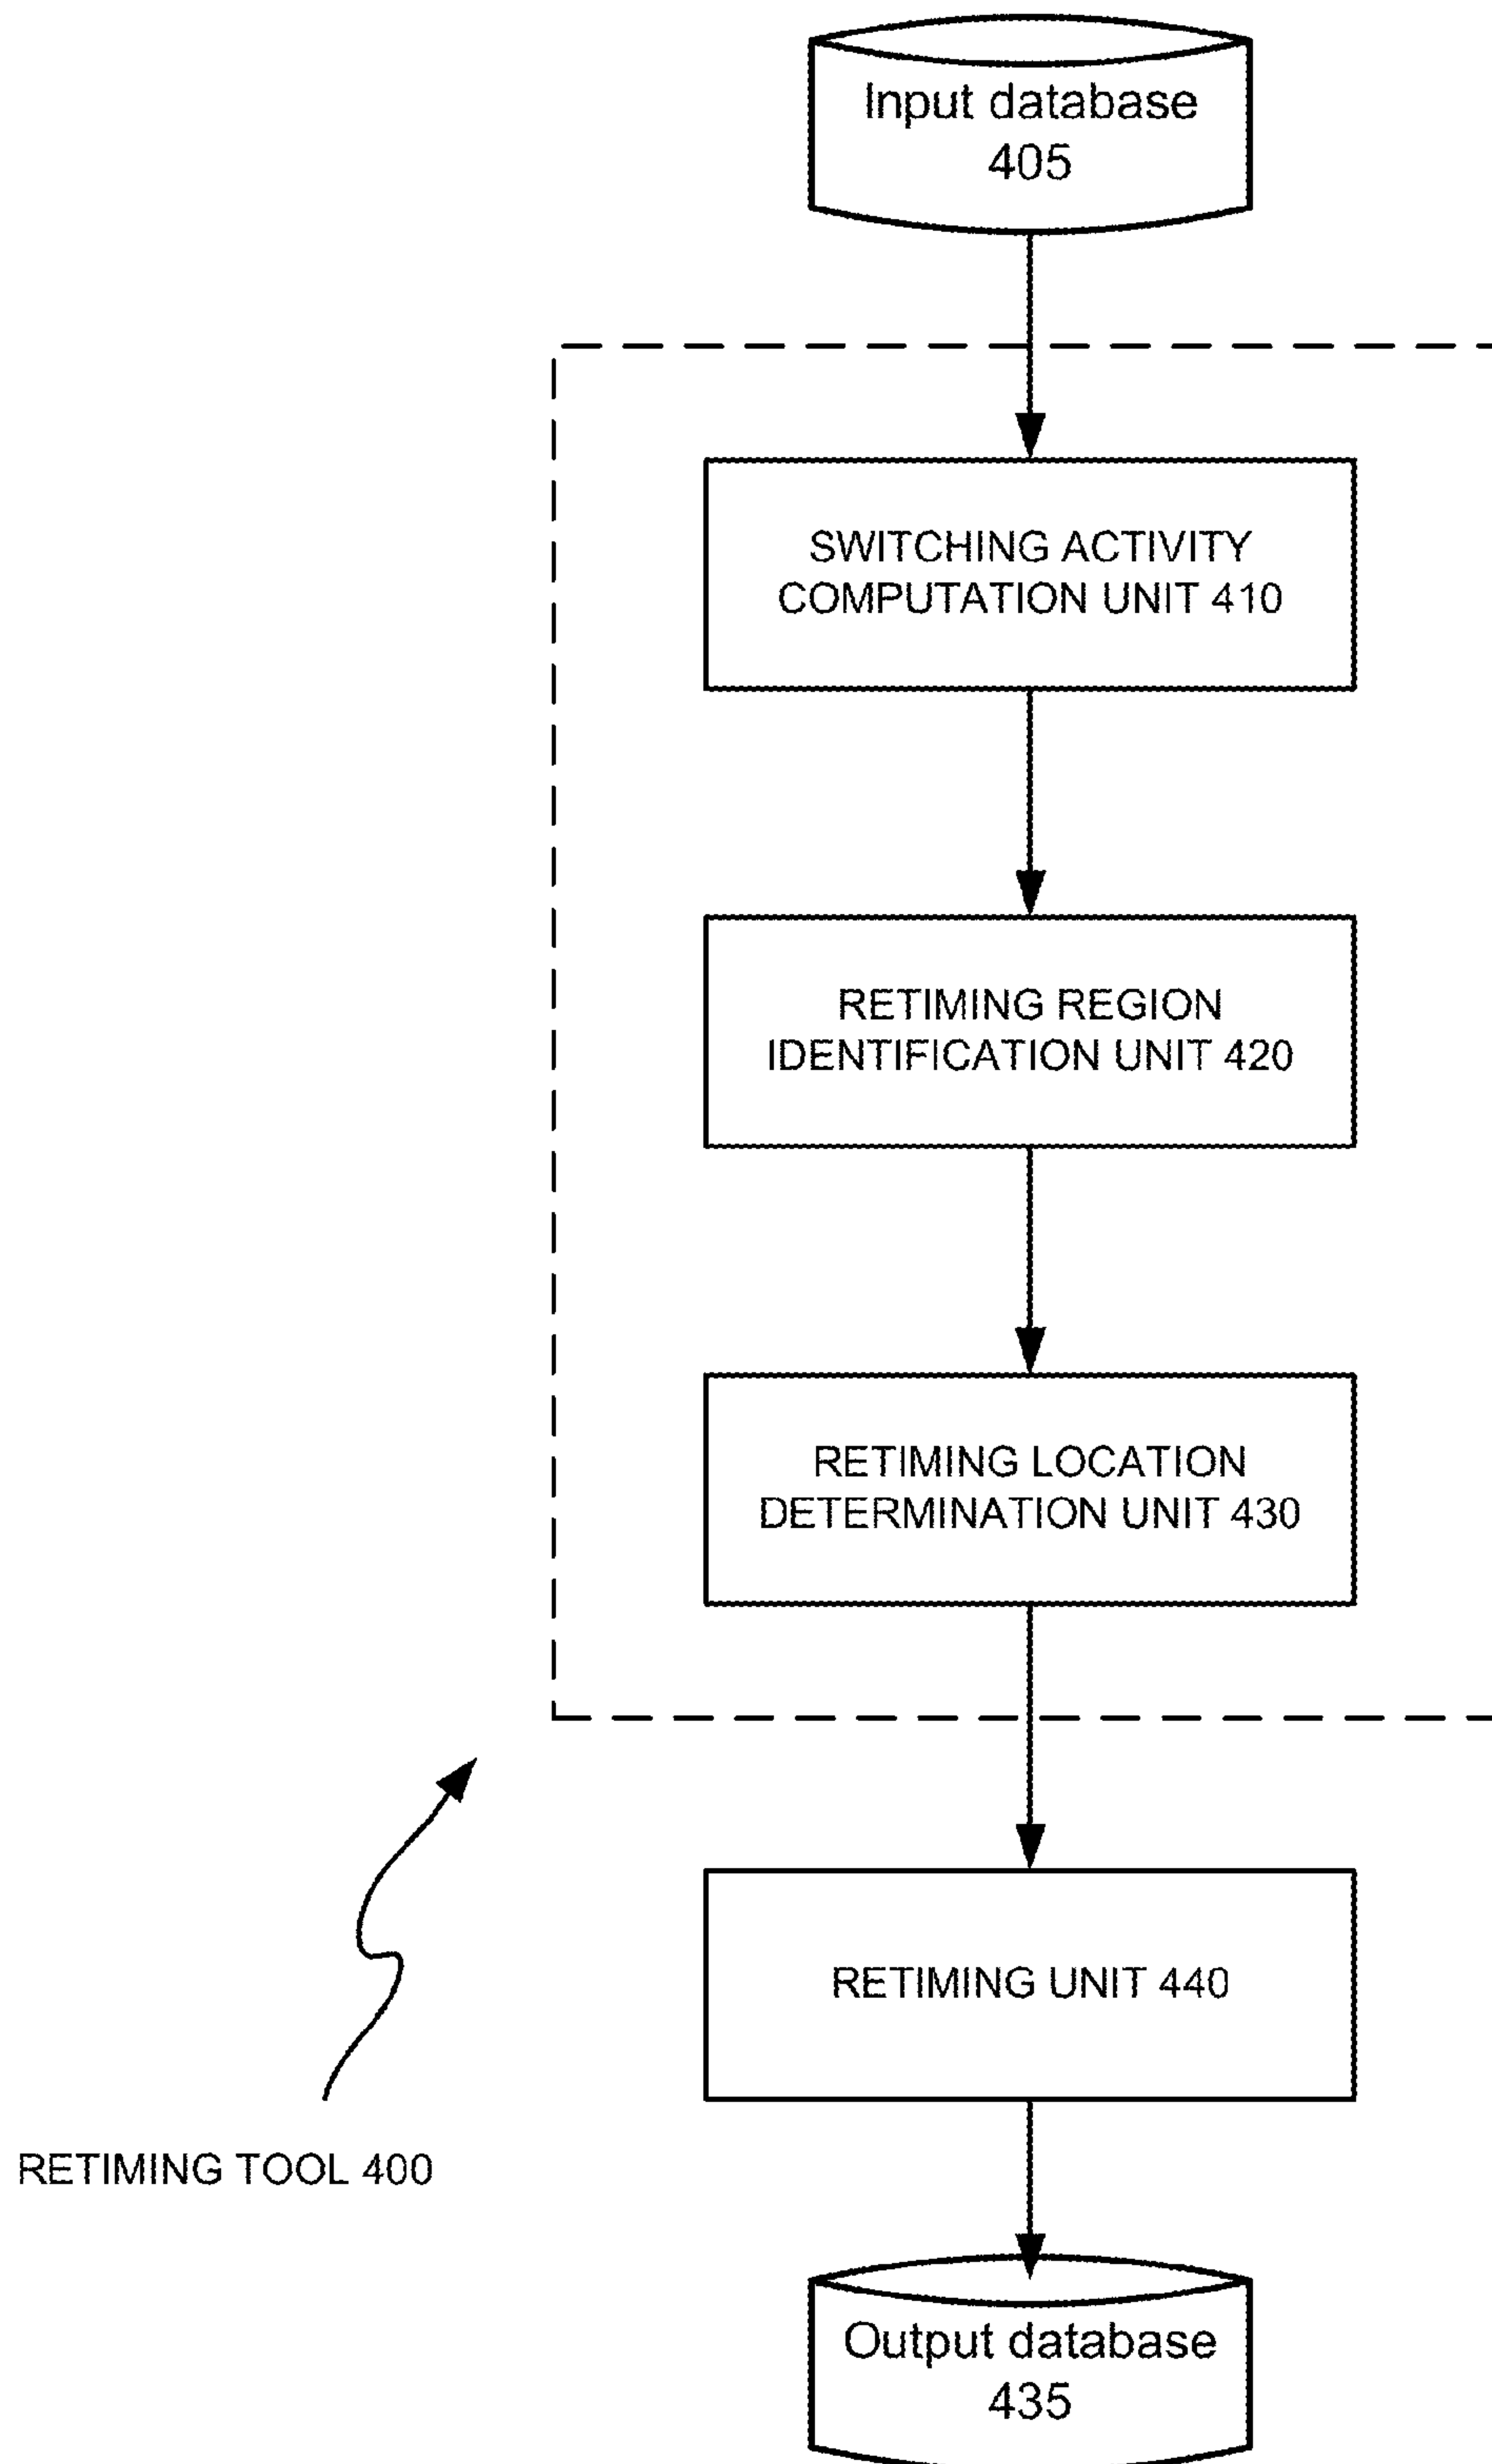 Input database
405
SWITCHING ACTIVITY
COMPUTATION UNIT 410
RETIMING REGION
IDENTIFICATION UNIT 420
RETIMING LOCATION
DETERMINATION UNIT 430
RETIMING UNIT 440
RETIMING TOOL 400
Output database
435